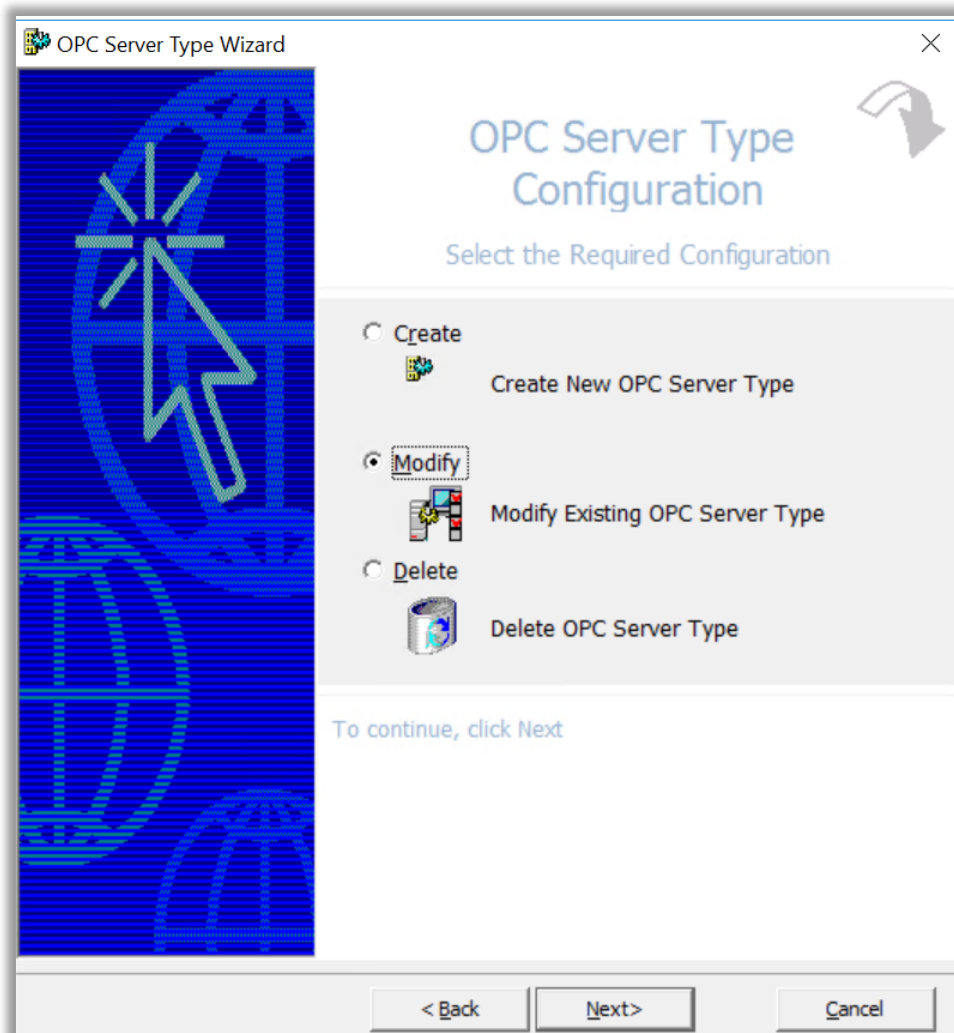 OPC Server Type Wizard
OPC Server Type
Configuration
Select the Required Configuration
Create
Create New OPC Server Type
Modify
Modify Existing OPC Server Type
Delete
Delete OPC Server Type
To continue, click Next
< Back
Next>
Cancel